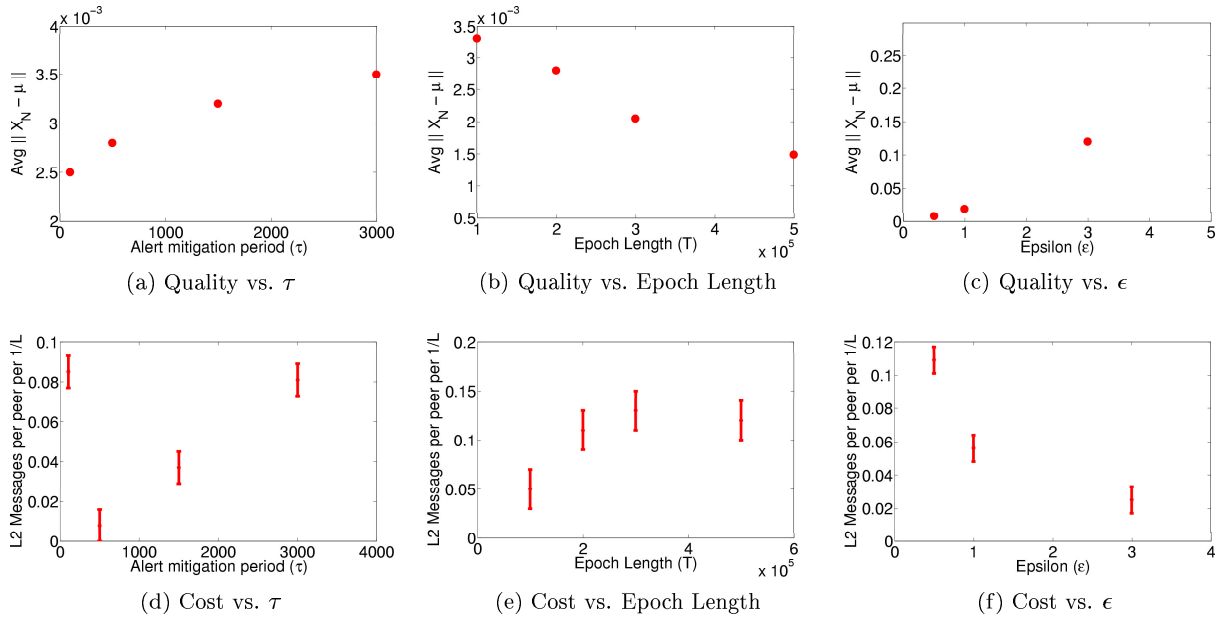 x 10^-3
4
3.5
3
2.5
2
0
1000
2000
3000
Avg || X_N − μ ||
Alert mitigation period (τ)
(a) Quality vs. τ
x 10^-3
3.5
3
2.5
2
1.5
1
0.5
1
2
3
4
5
x 10^5
Avg || X_N − μ ||
Epoch Length (T)
(b) Quality vs. Epoch Length
0.25
0.2
0.15
0.1
0.05
0
0
1
2
3
4
5
Avg || X_N − μ ||
Epsilon (ε)
(c) Quality vs. ϵ
0.1
0.08
0.06
0.04
0.02
0
0
1000
2000
3000
4000
L2 Messages per peer per 1/L
Alert mitigation period (τ)
(d) Cost vs. τ
0.2
0.15
0.1
0.05
0
0
2
4
6
x 10^5
L2 Messages per peer per 1/L
Epoch Length (T)
(e) Cost vs. Epoch Length
0.12
0.1
0.08
0.06
0.04
0.02
0
0
1
2
3
4
L2 Messages per peer per 1/L
Epsilon (ε)
(f) Cost vs. ϵ